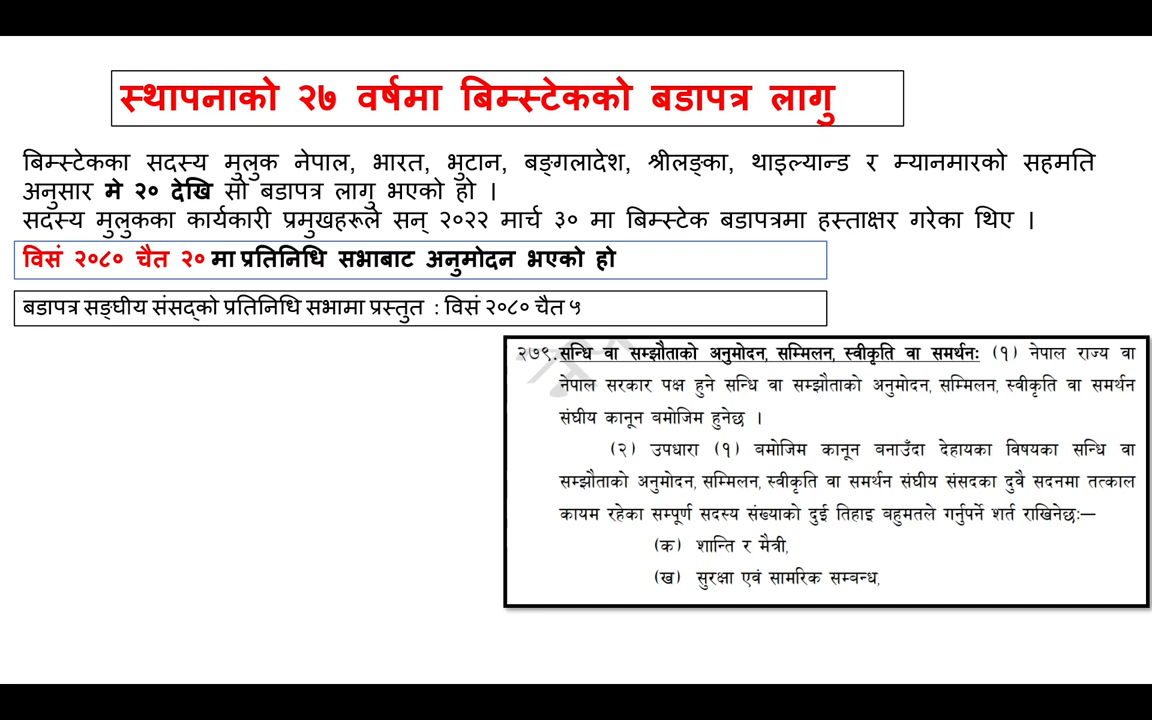 स्थापनाको २७ वर्षमा बिम्स्टेकको बडापत्र लागु
बिम्स्टेकका सदस्य मुलुक नेपाल, भारत, भुटान, बङ्गलादेश, श्रीलङ्का, थाइल्यान्ड र म्यानमारको सहमति
अनुसार मे २० देखि सो बडापत्र लागु भएको हो ।
सदस्य मुलुकका कार्यकारी प्रमुखहरूले सन् २०२२ मार्च ३० मा बिम्स्टेक बडापत्रमा हस्ताक्षर गरेका थिए ।
विसं २०८० चैत २० मा प्रतिनिधि सभाबाट अनुमोदन भएको हो
बडापत्र सङ्घीय संसद्को प्रतिनिधि सभामा प्रस्तुत : विसं २०८० चैत ५
२७९. सन्धि वा सम्झौताको अनुमोदन, सम्मिलन, स्वीकृति वा समर्थनः (१) नेपाल राज्य वा
नेपाल सरकार पक्ष हुने सन्धि वा सम्झौताको अनुमोदन, सम्मिलन, स्वीकृति वा समर्थन
संघीय कानून बमोजिम हुनेछ ।
(२) उपधारा (१) बमोजिम कानून बनाउँदा देहायका विषयका सन्धि वा
सम्झौताको अनुमोदन, सम्मिलन, स्वीकृति वा समर्थन संघीय संसदका दुवै सदनमा तत्काल
कायम रहेका सम्पूर्ण सदस्य संख्याको दुई तिहाइ बहुमतले गर्नुपर्ने शर्त राखिनेछः–
(क) शान्ति र मैत्री,
(ख) सुरक्षा एवं सामरिक सम्बन्ध,